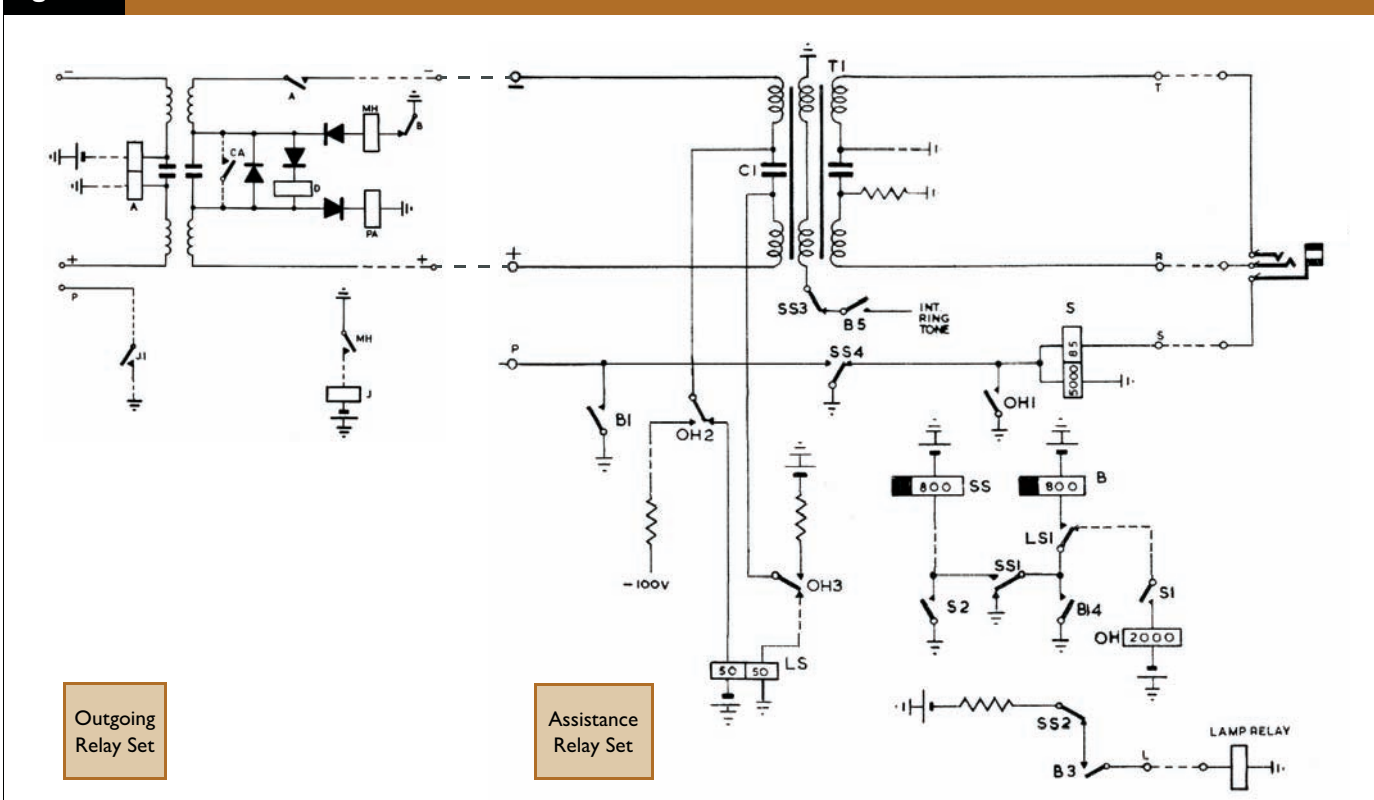 −
−
T1
A
MH
B
T
CA
C1
D
A
PA
+
+
+
R
SS3
B5
INT.
RING
TONE
P
P
SS4
S
85
5000
S
J1
MH
J
B1
OH2
OH1
800
SS
800
B
LS1
-100V
OH3
SS1
S2
B14
S1
OH
2000
50
50
LS
Outgoing
Relay Set
Assistance
Relay Set
SS2
LAMP RELAY
B3
L